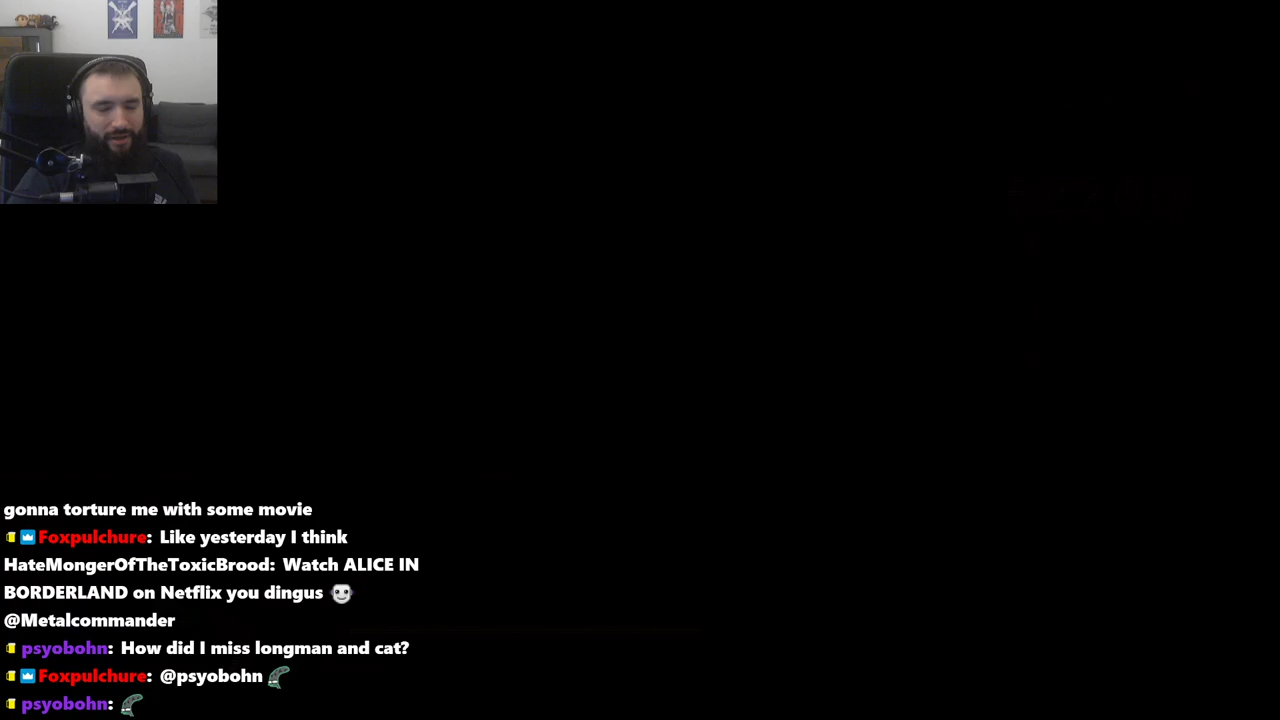 gonna torture me with some movie
Foxpulchure: Like yesterday I think
HateMongerOfTheToxicBrood: Watch ALICE IN
BORDERLAND on Netflix you dingus
@Metalcommander
psyobohn: How did I miss longman and cat?
Foxpulchure: @psyobohn
psyobohn: